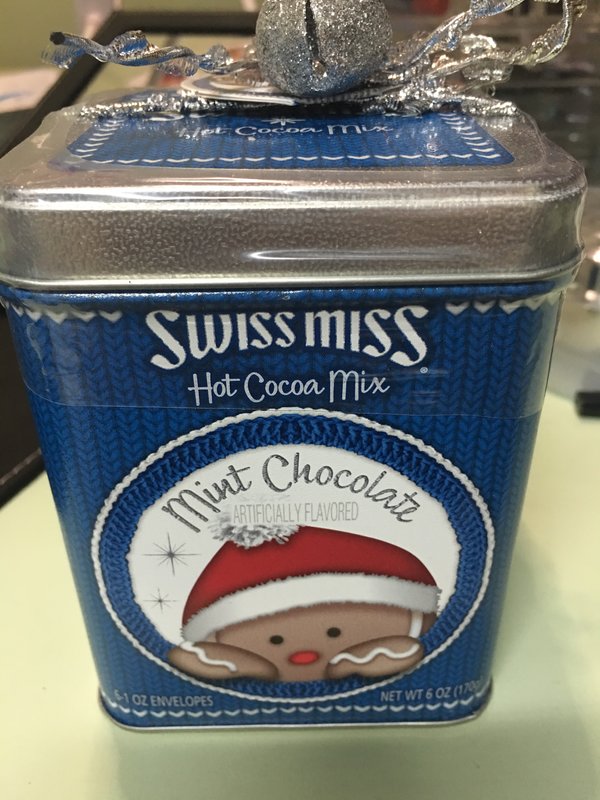 Hot Cocoa Mix
SWISS MISS
Hot Cocoa Mix
Mint Chocolate
ARTIFICIALLY FLAVORED
6-1 OZ ENVELOPES
NET WT 6 OZ (170g)